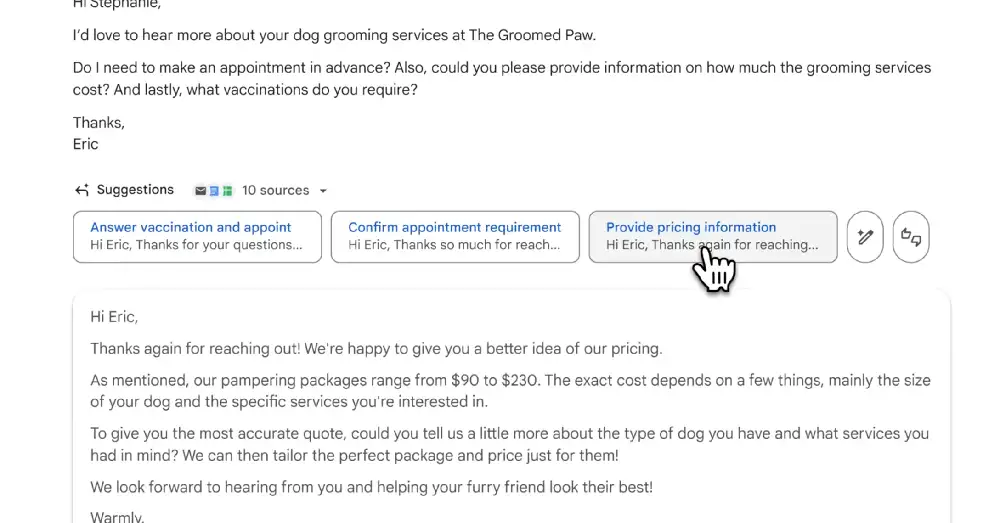 Hi Stephanie,
I'd love to hear more about your dog grooming services at The Groomed Paw.
Do I need to make an appointment in advance? Also, could you please provide information on how much the grooming services
cost? And lastly, what vaccinations do you require?
Thanks,
Eric
Suggestions 10 sources
Answer vaccination and appoint
Hi Eric, Thanks for your questions...
Confirm appointment requirement
Hi Eric, Thanks so much for reach...
Provide pricing information
Hi Eric, Thanks again for reaching...
Hi Eric,
Thanks again for reaching out! We're happy to give you a better idea of our pricing.
As mentioned, our pampering packages range from $90 to $230. The exact cost depends on a few things, mainly the size
of your dog and the specific services you're interested in.
To give you the most accurate quote, could you tell us a little more about the type of dog you have and what services you
had in mind? We can then tailor the perfect package and price just for them!
We look forward to hearing from you and helping your furry friend look their best!
Warmly,